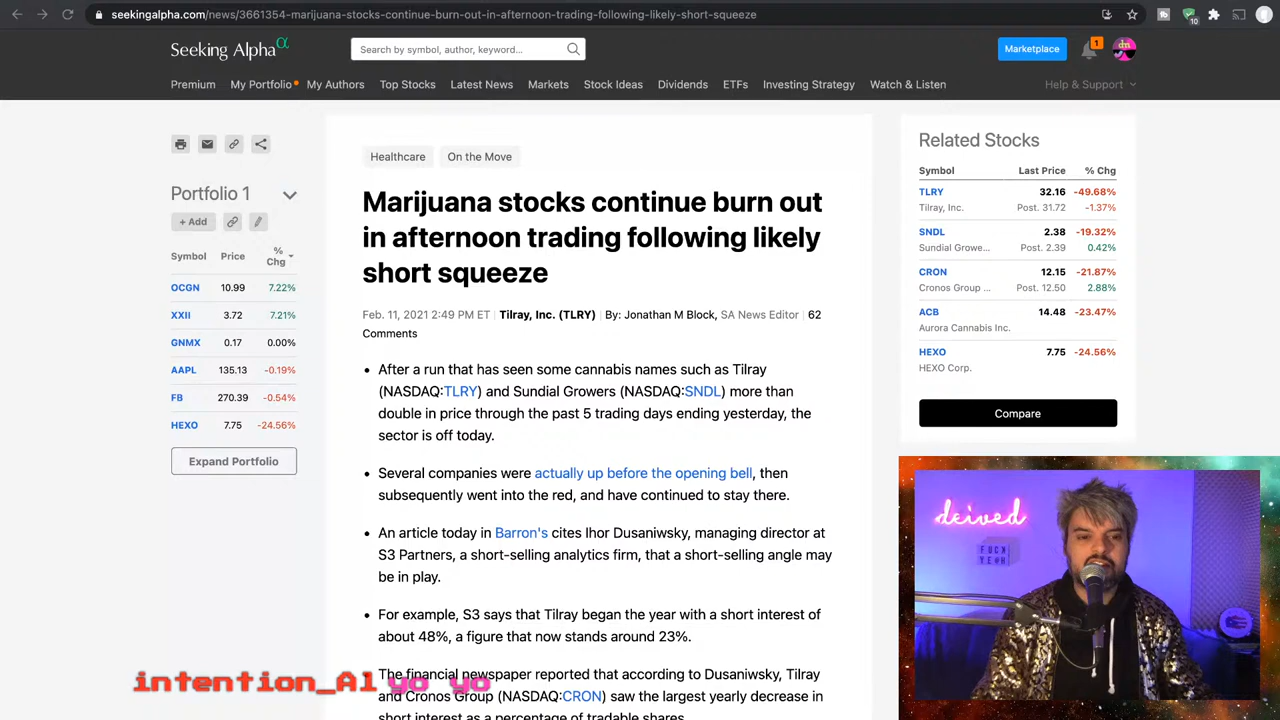 seekingalpha.com/news/3661354-marijuana-stocks-continue-burn-out-in-afternoon-trading-following-likely-short-squeeze
10
Seeking Alpha α
Search by symbol, author, keyword...
Marketplace
1
dm
Premium My Portfolio My Authors Top Stocks Latest News Markets Stock Ideas Dividends ETFs Investing Strategy Watch & Listen Help & Support
Portfolio 1
+ Add
Symbol Price % Chg
OCGN 10.99 7.22%
XXII 3.72 7.21%
GNMX 0.17 0.00%
AAPL 135.13 -0.19%
FB 270.39 -0.54%
HEXO 7.75 -24.56%
Expand Portfolio
Healthcare On the Move
Marijuana stocks continue burn out
in afternoon trading following likely
short squeeze
Feb. 11, 2021 2:49 PM ET | Tilray, Inc. (TLRY) | By: Jonathan M Block, SA News Editor | 62
Comments
• After a run that has seen some cannabis names such as Tilray
(NASDAQ:TLRY) and Sundial Growers (NASDAQ:SNDL) more than
double in price through the past 5 trading days ending yesterday, the
sector is off today.
• Several companies were actually up before the opening bell, then
subsequently went into the red, and have continued to stay there.
• An article today in Barron's cites Ihor Dusaniwsky, managing director at
S3 Partners, a short-selling analytics firm, that a short-selling angle may
be in play.
• For example, S3 says that Tilray began the year with a short interest of
about 48%, a figure that now stands around 23%.
The financial newspaper reported that according to Dusaniwsky, Tilray
and Cronos Group (NASDAQ:CRON) saw the largest yearly decrease in
short interest as a percentage of tradable shares.
Related Stocks
Symbol Last Price % Chg
TLRY 32.16 -49.68%
Tilray, Inc. Post. 31.72 -1.37%
SNDL 2.38 -19.32%
Sundial Growe... Post. 2.39 0.42%
CRON 12.15 -21.87%
Cronos Group ... Post. 12.50 2.88%
ACB 14.48 -23.47%
Aurora Cannabis Inc.
HEXO 7.75 -24.56%
HEXO Corp.
Compare
deived
FUCK
YEAH
intention_A1 yo yo